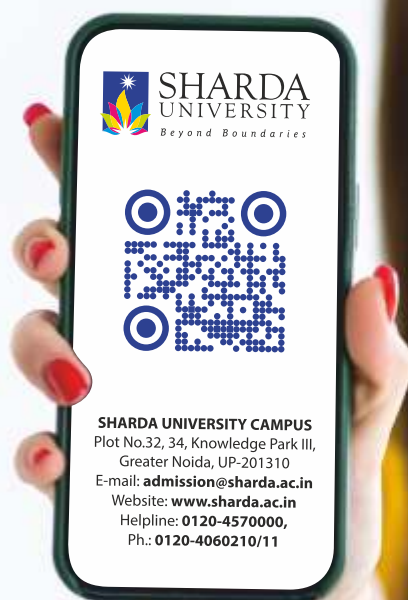 SHARDA
UNIVERSITY
Beyond Boundaries
SHARDA UNIVERSITY CAMPUS
Plot No.32, 34, Knowledge Park III,
Greater Noida, UP-201310
E-mail: admission@sharda.ac.in
Website: www.sharda.ac.in
Helpline: 0120-4570000,
Ph.: 0120-4060210/11